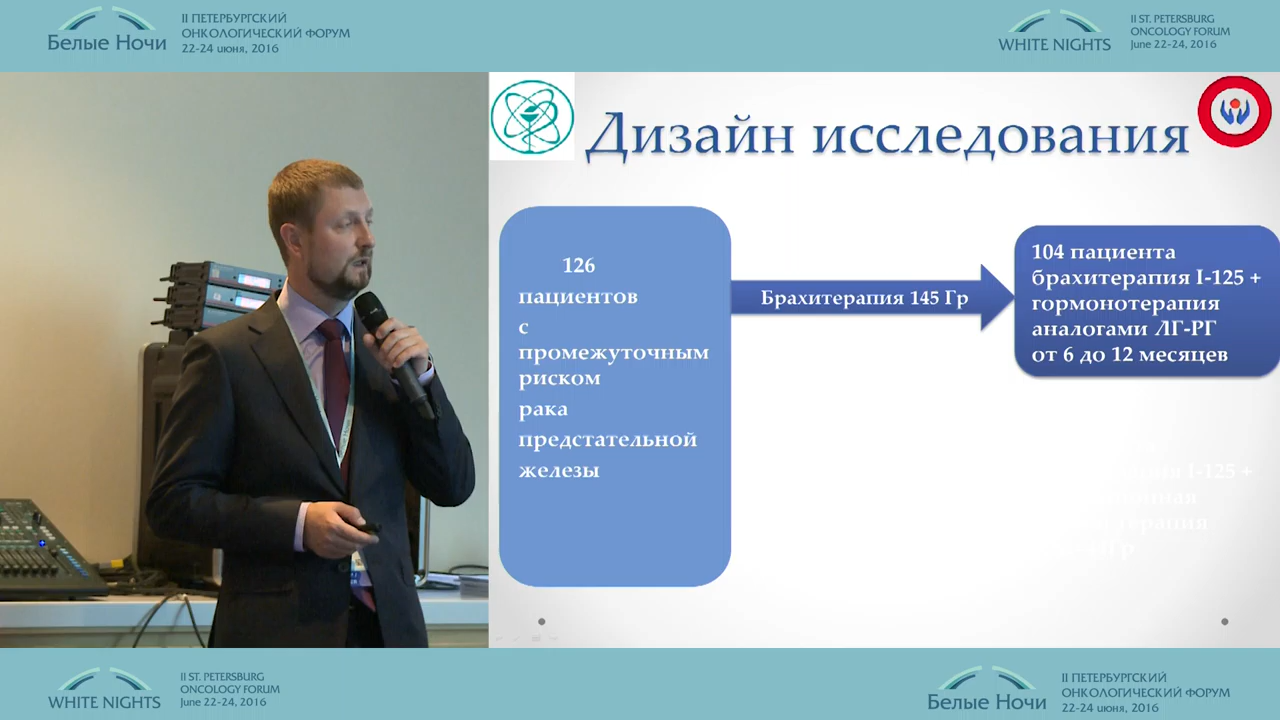 Белые Ночи
II ПЕТЕРБУРГСКИЙ
ОНКОЛОГИЧЕСКИЙ ФОРУМ
22-24 июня, 2016
WHITE NIGHTS
II ST. PETERSBURG
ONCOLOGY FORUM
June 22-24, 2016
Дизайн исследования
126
пациентов
с
промежуточным
риском
рака
предстательной
железы
Брахитерапия 145 Гр
104 пациента
брахитерапия I-125 +
гормонотерапия
аналогами ЛГ-РГ
от 6 до 12 месяцев
I-125 +
WHITE NIGHTS
II ST. PETERSBURG
ONCOLOGY FORUM
June 22-24, 2016
Белые Ночи
II ПЕТЕРБУРГСКИЙ
ОНКОЛОГИЧЕСКИЙ ФОРУМ
22-24 июня, 2016